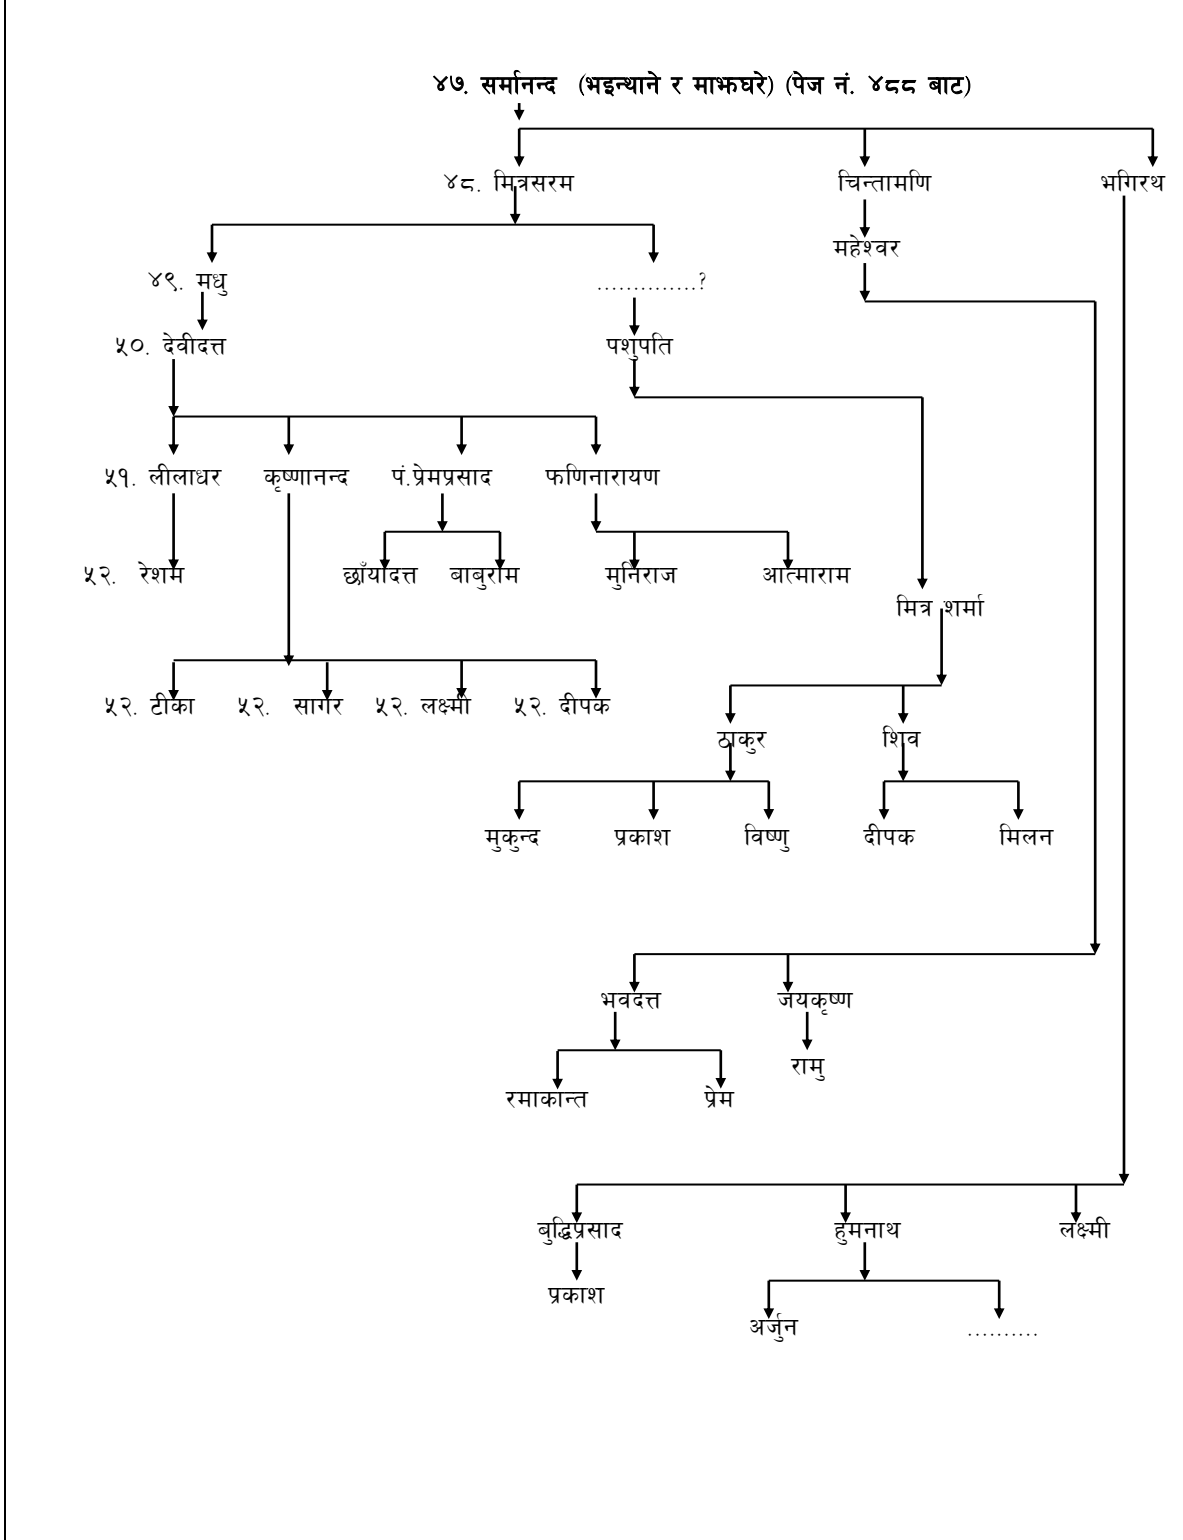 ४७. सर्मानन्द (भइन्थाने र माझघरे) (पेज नं. ४८८ बाट)
४८. मित्रसरम चिन्तामणि भगिरथ
महेश्वर
४९. मधु ..............?
५०. देवीदत्त पशुपति
५१. लीलाधर कृष्णानन्द पं.प्रेमप्रसाद फणिनारायण
५२. रेशम छाँयादत्त बाबुराम मुनिराज आत्माराम
मित्र शर्मा
५२. टीका ५२. सागर ५२. लक्ष्मी ५२. दीपक
ठाकुर शिव
मुकुन्द प्रकाश विष्णु दीपक मिलन
भवदत्त जयकृष्ण
रामु
रमाकान्त प्रेम
बुद्धिप्रसाद हुमनाथ लक्ष्मी
प्रकाश
अर्जुन ..........